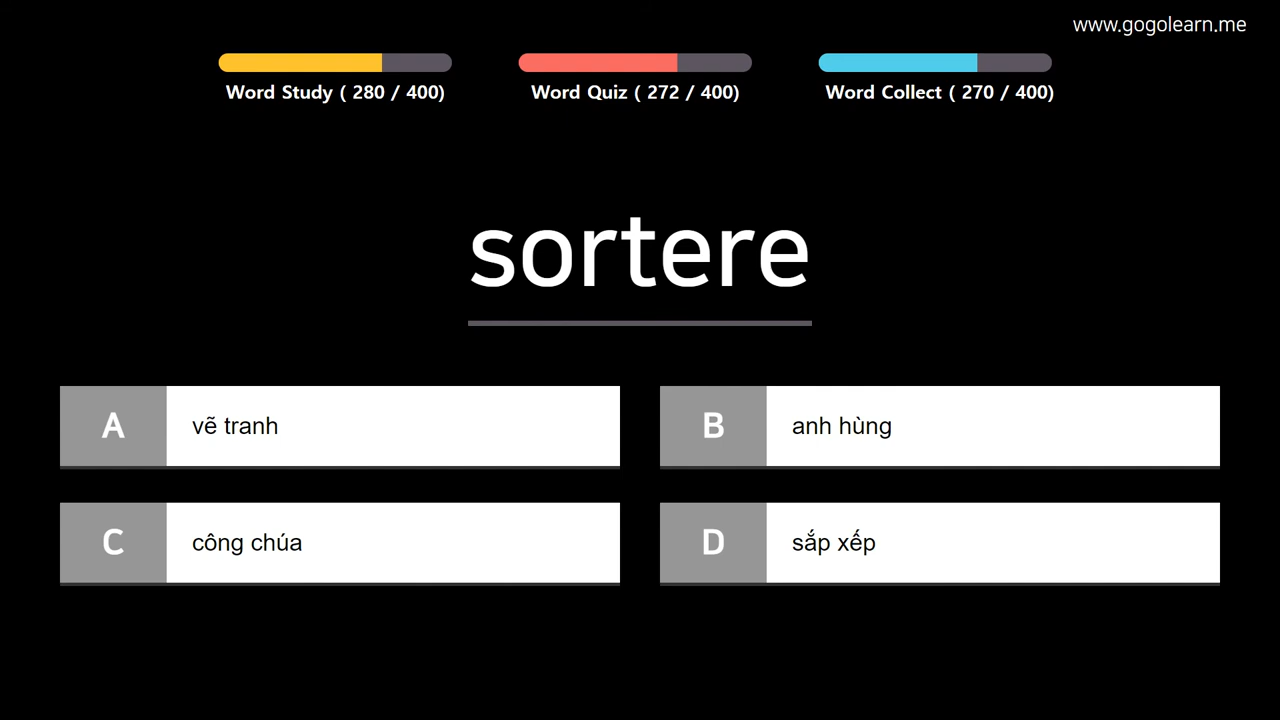 www.gogolearn.me
Word Study ( 280 / 400)
Word Quiz ( 272 / 400)
Word Collect ( 270 / 400)
sortere
A vẽ tranh
B anh hùng
C công chúa
D sắp xếp